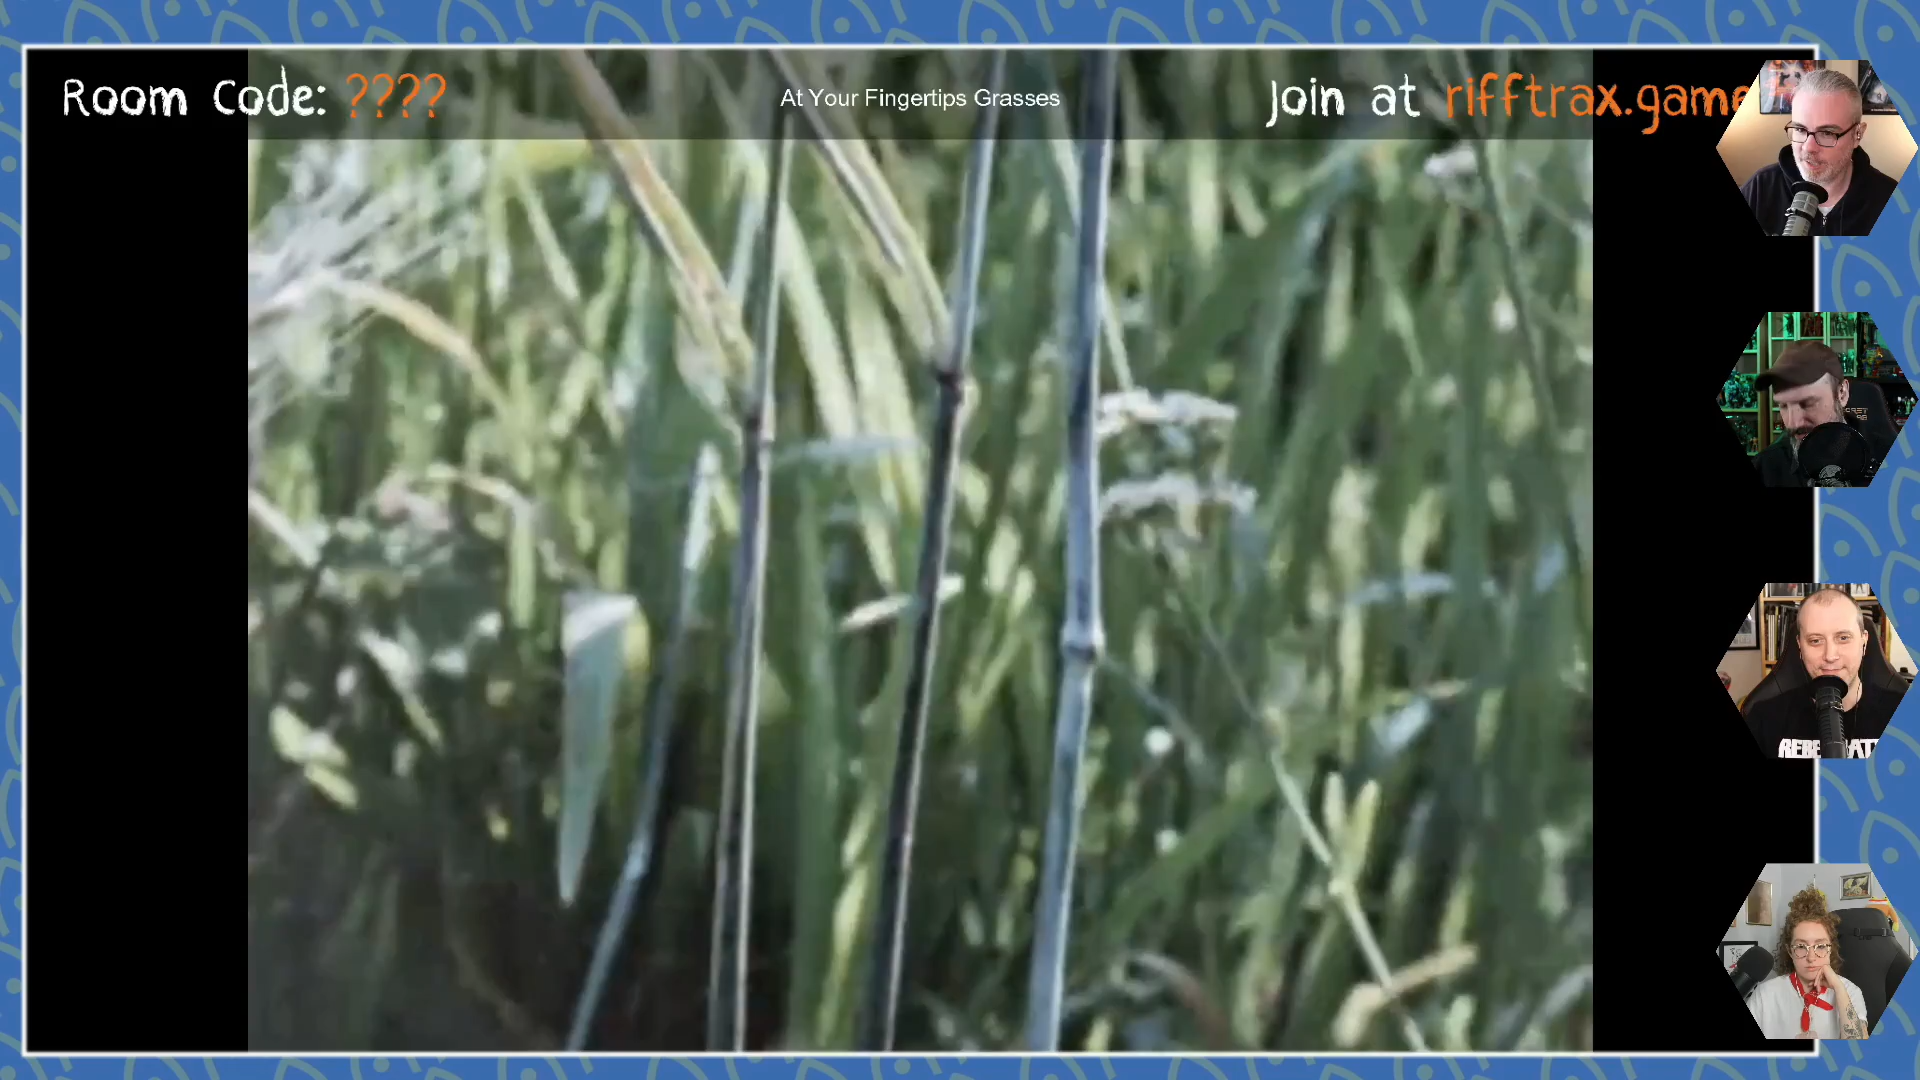 Room Code: ????
At Your Fingertips Grasses
Join at rifftrax.game